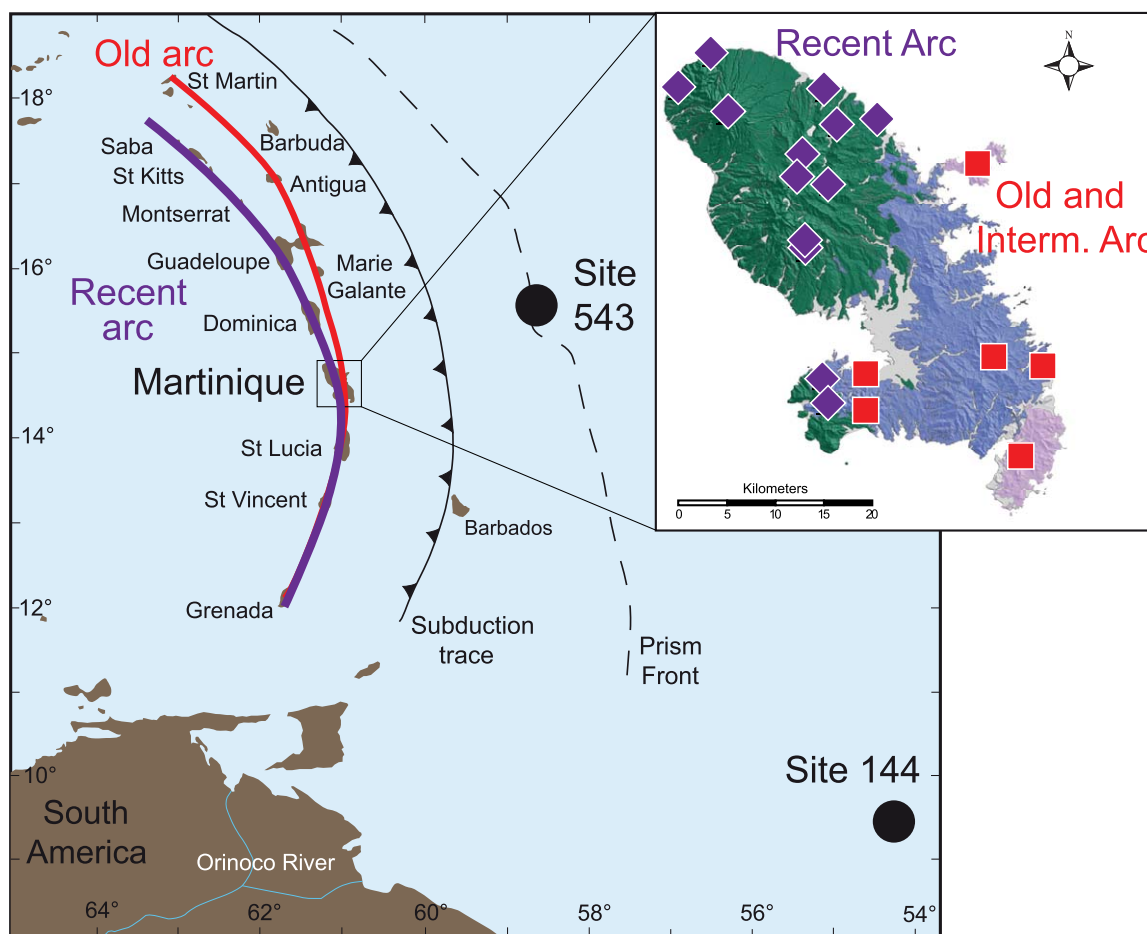 Old arc
St Martin
18°
Barbuda
Saba
St Kitts
Antigua
Montserrat
16°
Guadeloupe
Marie
Galante
Recent
arc
Dominica
Site
543
Martinique
14°
St Lucia
St Vincent
Barbados
12°
Grenada
Subduction
trace
Prism
Front
10°
Site 144
South
America
Orinoco River
64°
62°
60°
58°
56°
54°
Recent Arc
N
Old and
Interm. Arc
Kilometers
0 5 10 15 20